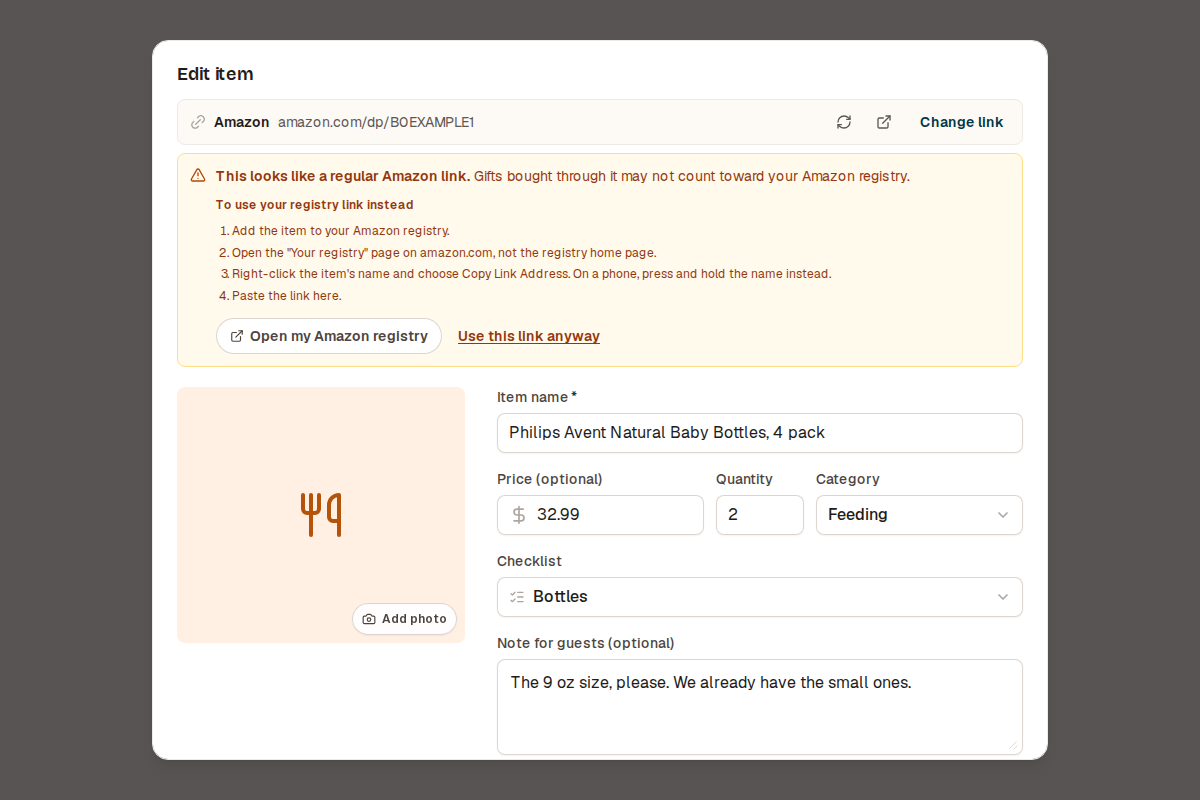 Edit item
Amazon amazon.com/dp/B0EXAMPLE1 Change link
This looks like a regular Amazon link. Gifts bought through it may not count toward your Amazon registry.
To use your registry link instead
1. Add the item to your Amazon registry.
2. Open the "Your registry" page on amazon.com, not the registry home page.
3. Right-click the item's name and choose Copy Link Address. On a phone, press and hold the name instead.
4. Paste the link here.
Open my Amazon registry Use this link anyway
Item name *
Philips Avent Natural Baby Bottles, 4 pack
Price (optional) Quantity Category
$ 32.99 2 Feeding
Checklist
Bottles
Add photo
Note for guests (optional)
The 9 oz size, please. We already have the small ones.